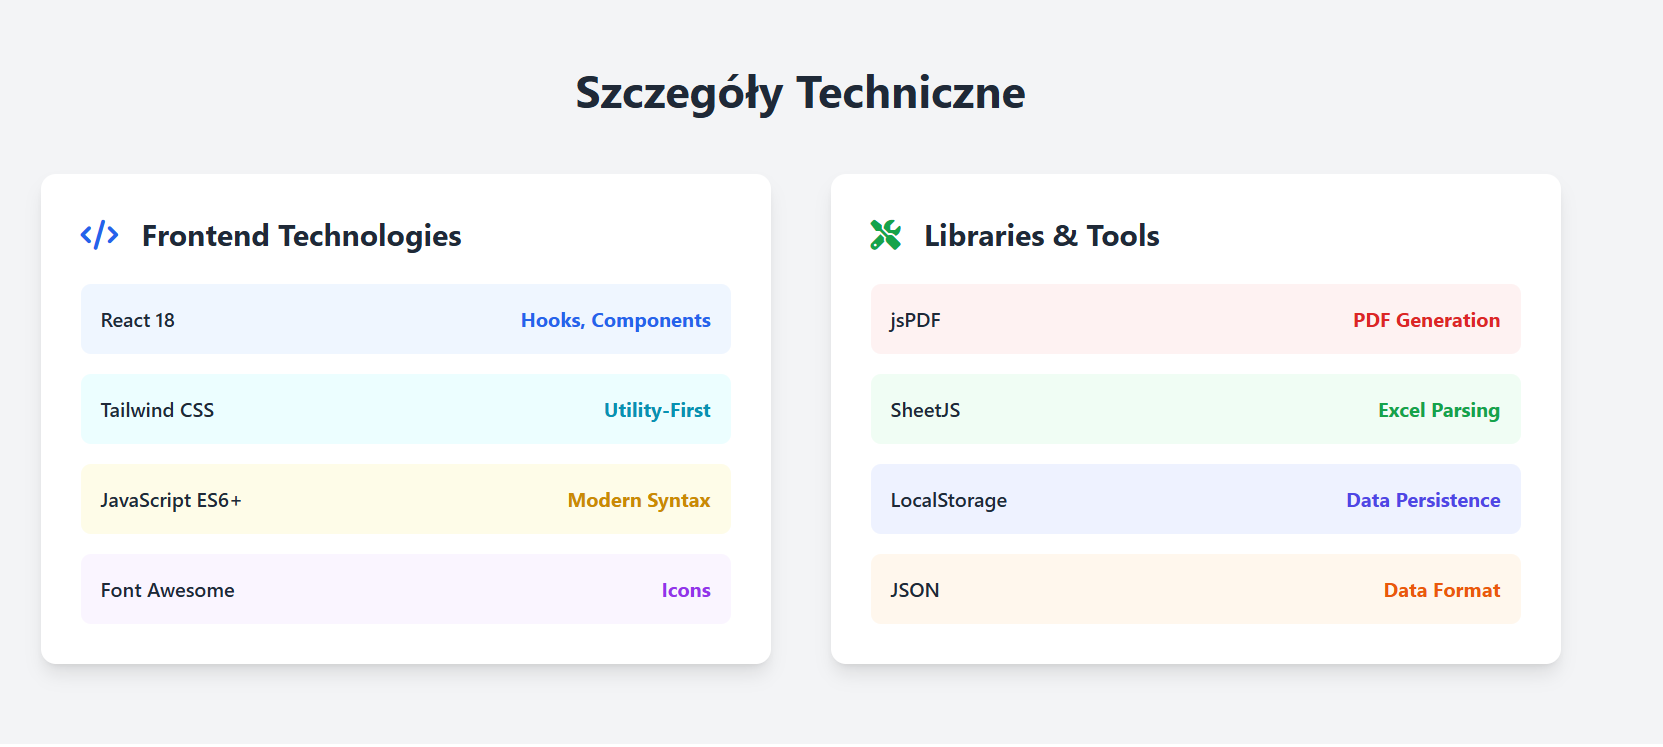 Szczegóły Techniczne
Frontend Technologies
React 18 Hooks, Components
Tailwind CSS Utility-First
JavaScript ES6+ Modern Syntax
Font Awesome Icons
Libraries & Tools
jsPDF PDF Generation
SheetJS Excel Parsing
LocalStorage Data Persistence
JSON Data Format